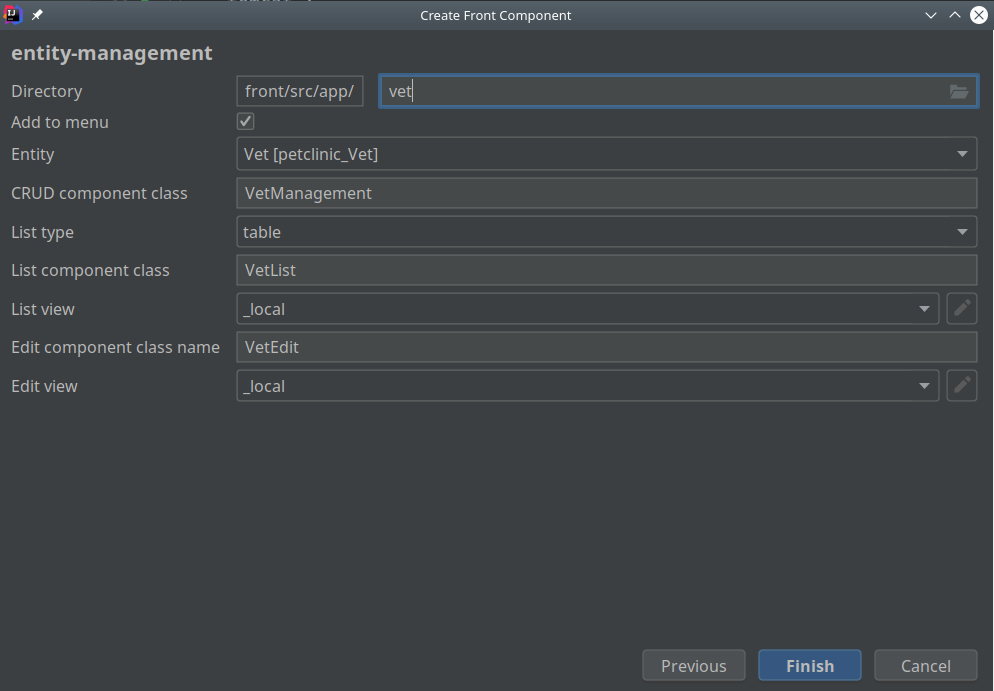 Create Front Component
entity-management
Directory front/src/app/ vet
Add to menu
Entity Vet [petclinic_Vet]
CRUD component class VetManagement
List type table
List component class VetList
List view _local
Edit component class name VetEdit
Edit view _local
Previous Finish Cancel